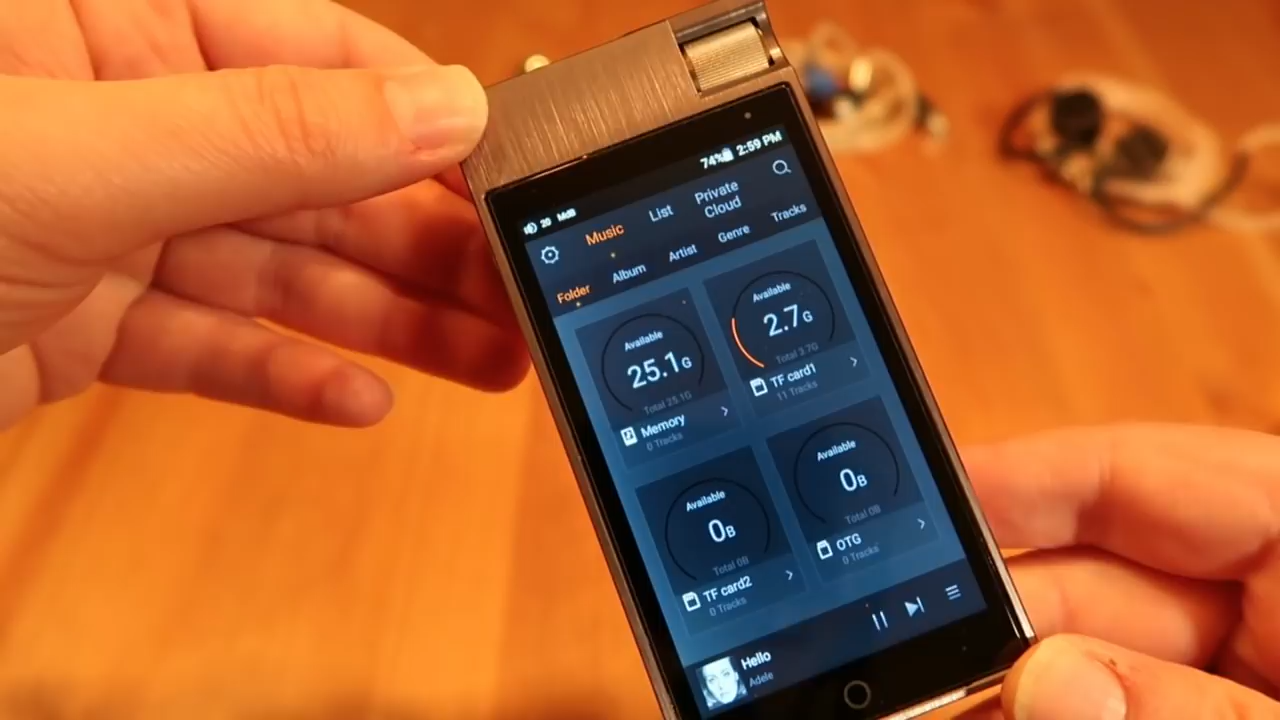 20 MdB 74% 2:59 PM
Music List Private Cloud
Folder Album Artist Genre Tracks
Available
25.1G
Total 25.1G
Memory
0 Tracks
Available
2.7G
Total 3.7G
TF card1
11 Tracks
Available
0B
Total 0B
TF card2
0 Tracks
Available
0B
Total 0B
OTG
0 Tracks
Hello
Adele